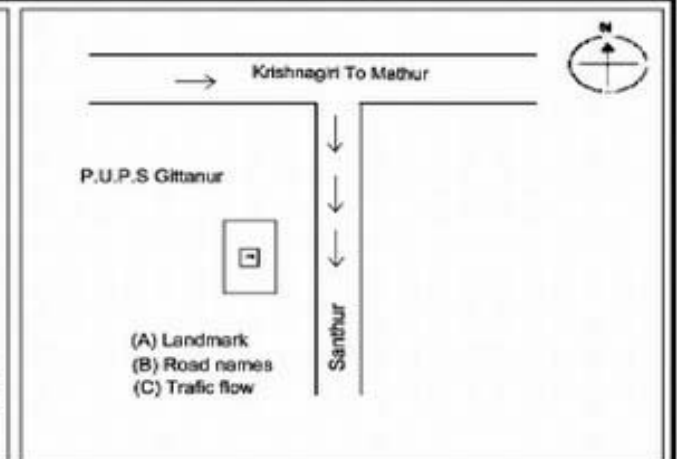 N
Krishnagiri To Mathur
P.U.P.S Gittanur
Santhur
(A) Landmark
(B) Road names
(C) Trafic flow